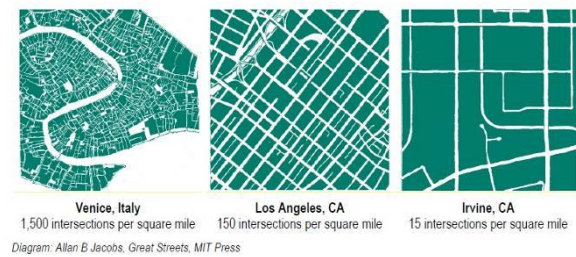 Venice, Italy
1,500 intersections per square mile
Los Angeles, CA
150 intersections per square mile
Irvine, CA
15 intersections per square mile
Diagram: Allan B Jacobs, Great Streets, MIT Press